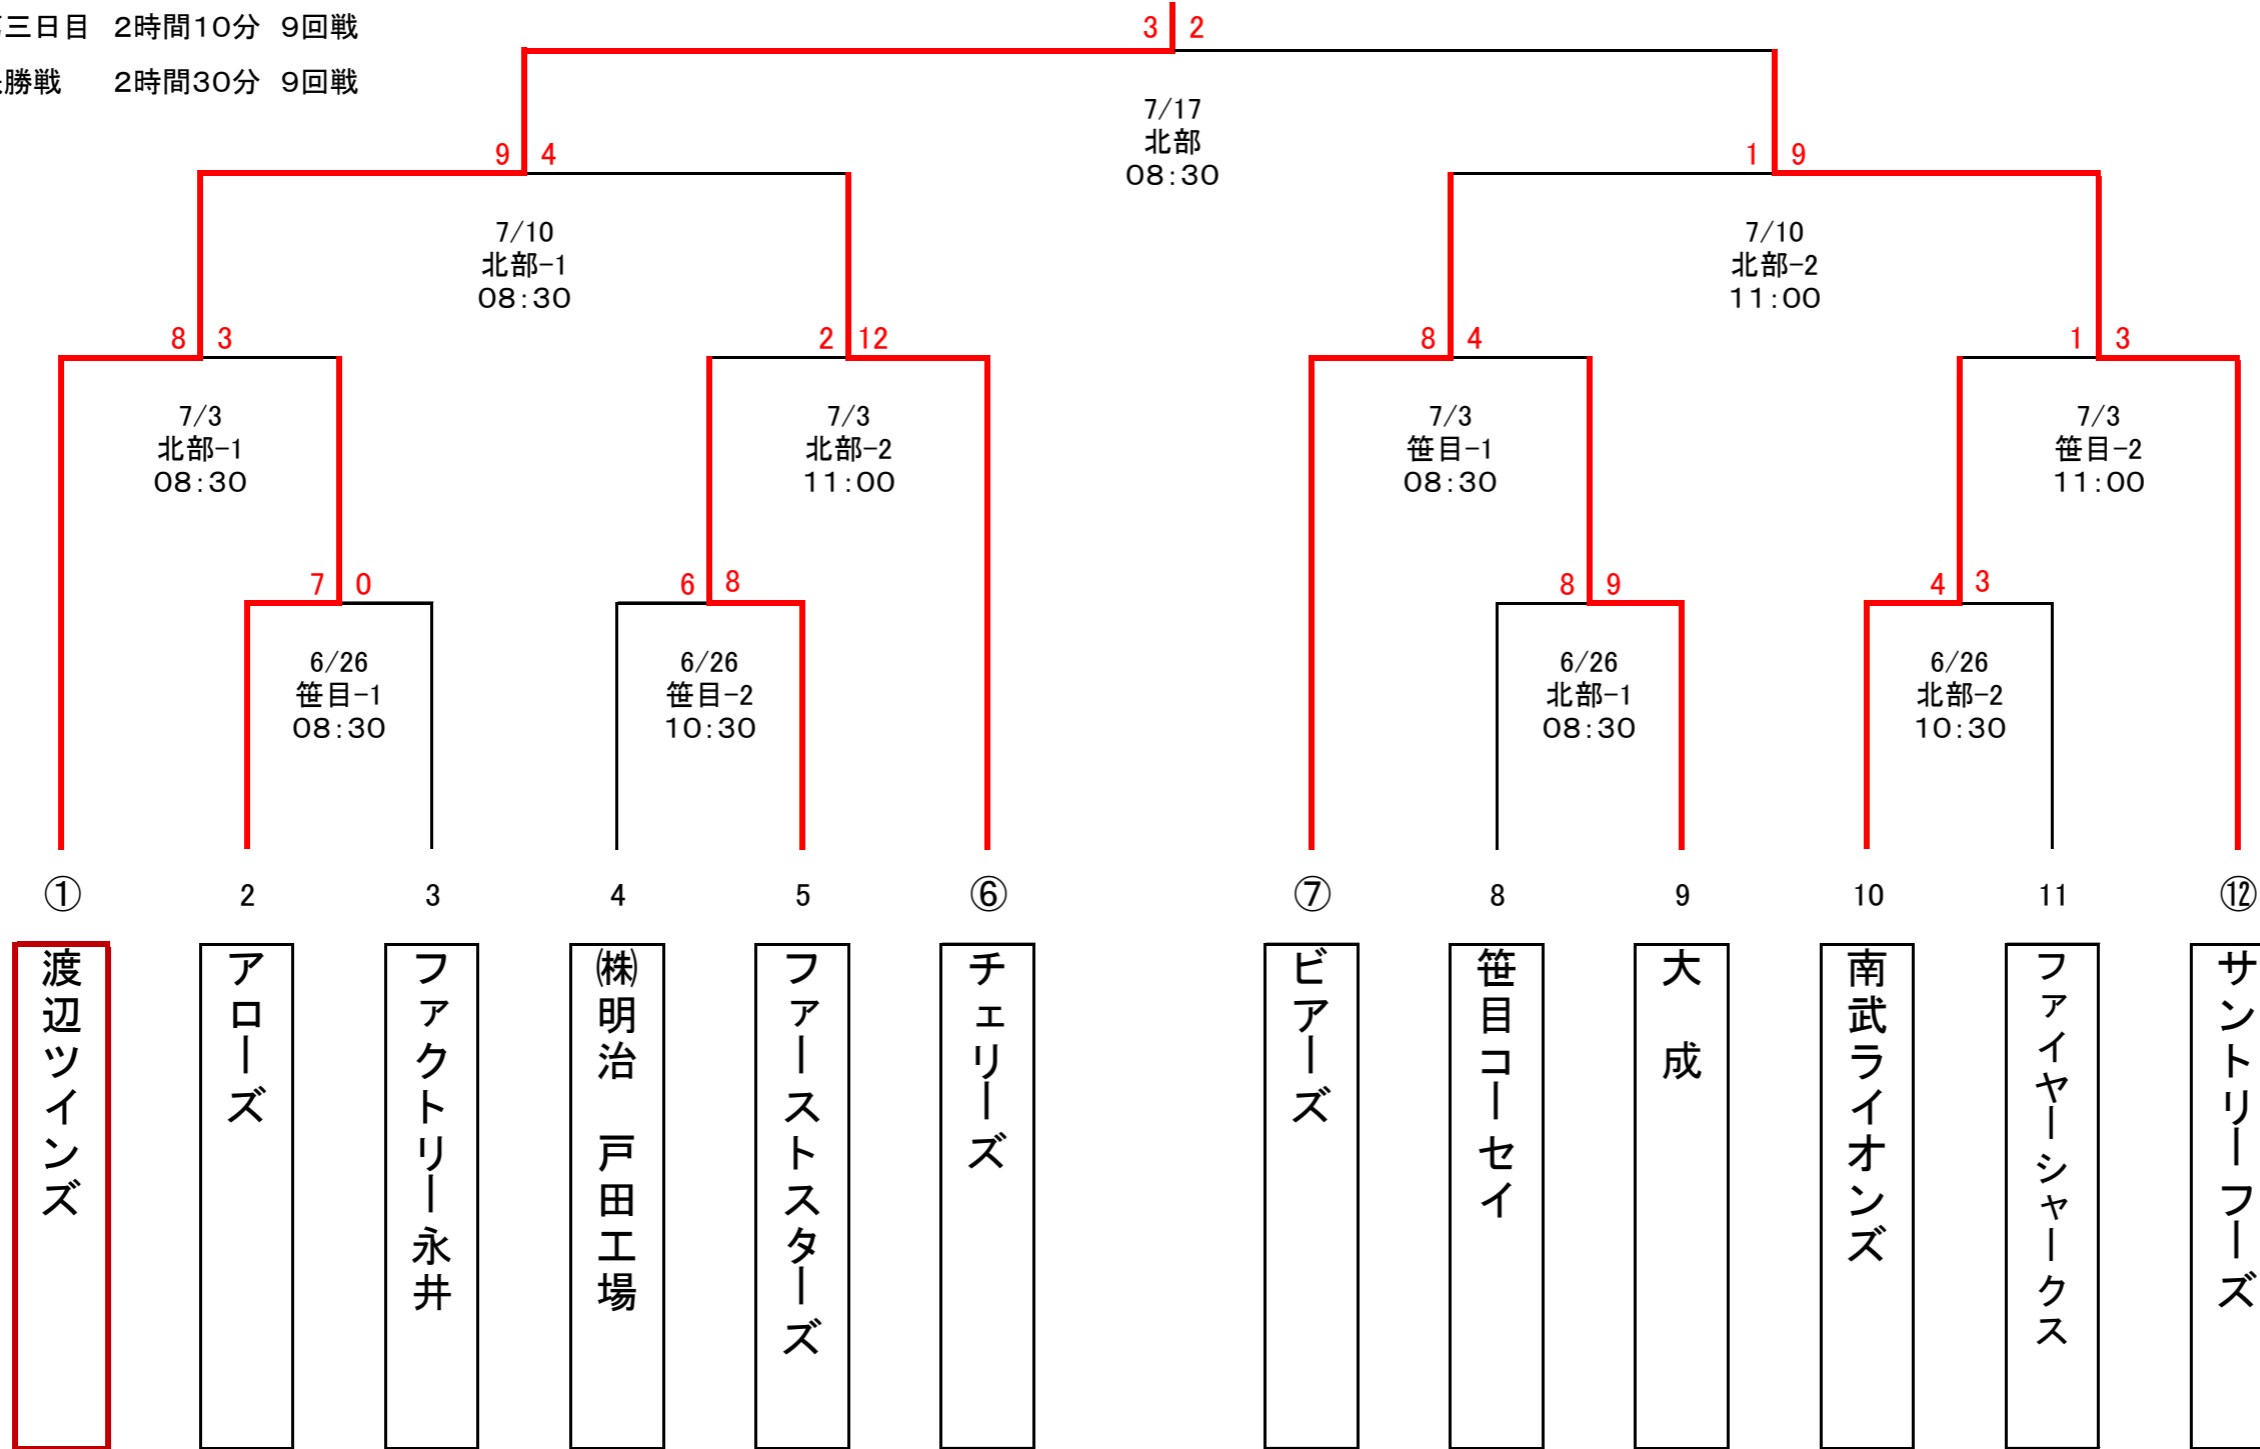 三日目 2時間10分 9回戦
勝戦 2時間30分 9回戦
3 2
7/17
北部
08:30
9 4
1 9
7/10
北部-1
08:30
7/10
北部-2
11:00
8 3
2 12
8 4
1 3
7/3
北部-1
08:30
7/3
北部-2
11:00
7/3
笹目-1
08:30
7/3
笹目-2
11:00
7 0
6 8
8 9
4 3
6/26
笹目-1
08:30
6/26
笹目-2
10:30
6/26
北部-1
08:30
6/26
北部-2
10:30
① 2 3 4 5 ⑥ ⑦ 8 9 10 11 ⑫
渡辺ツインズ
アローズ
ファクトリー永井
㈱明治 戸田工場
ファーストスターズ
チェリーズ
ビアーズ
笹目コーセイ
大 成
南武ライオンズ
ファイヤーシャークス
サントリーフーズ